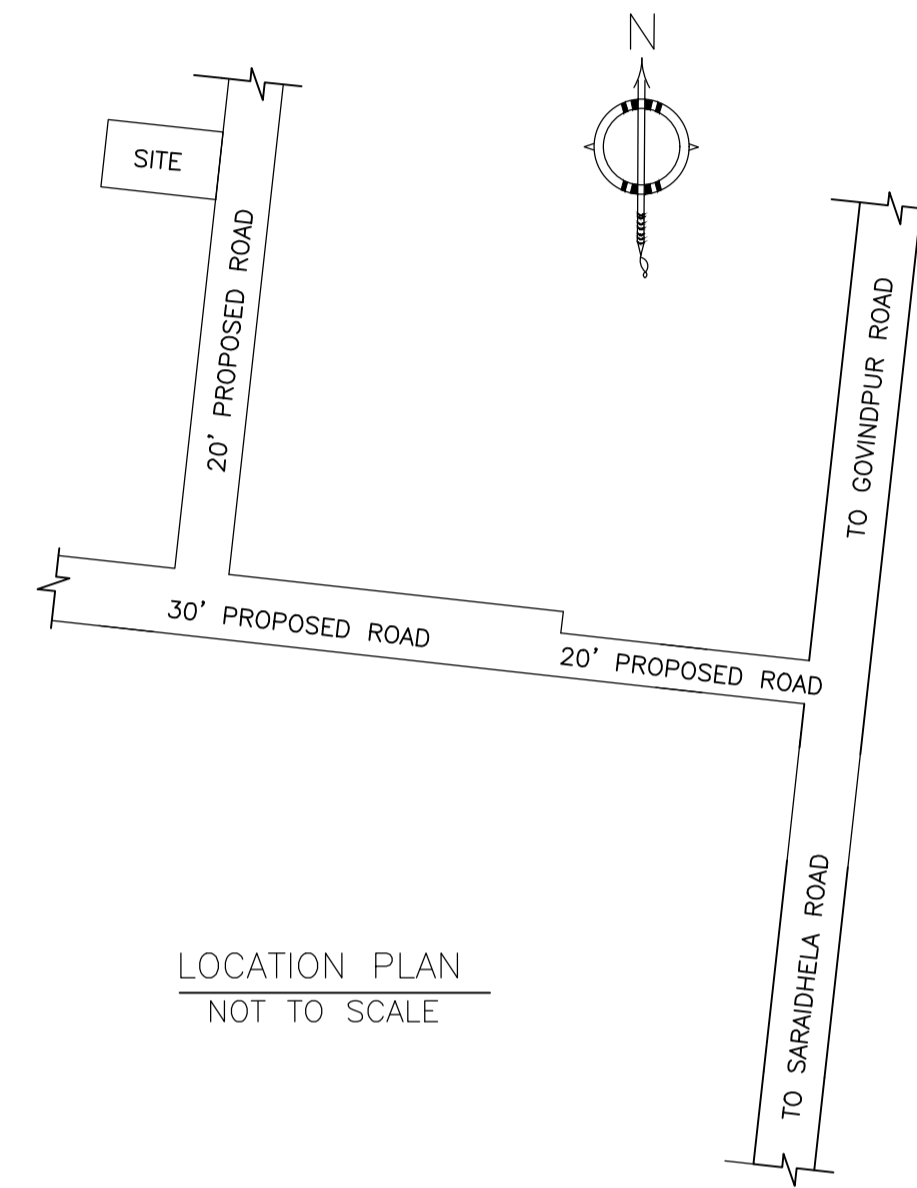 N
SITE
20' PROPOSED ROAD
TO GOVINDPUR ROAD
30' PROPOSED ROAD
20' PROPOSED ROAD
TO SARAIDHELA ROAD
LOCATION PLAN
NOT TO SCALE